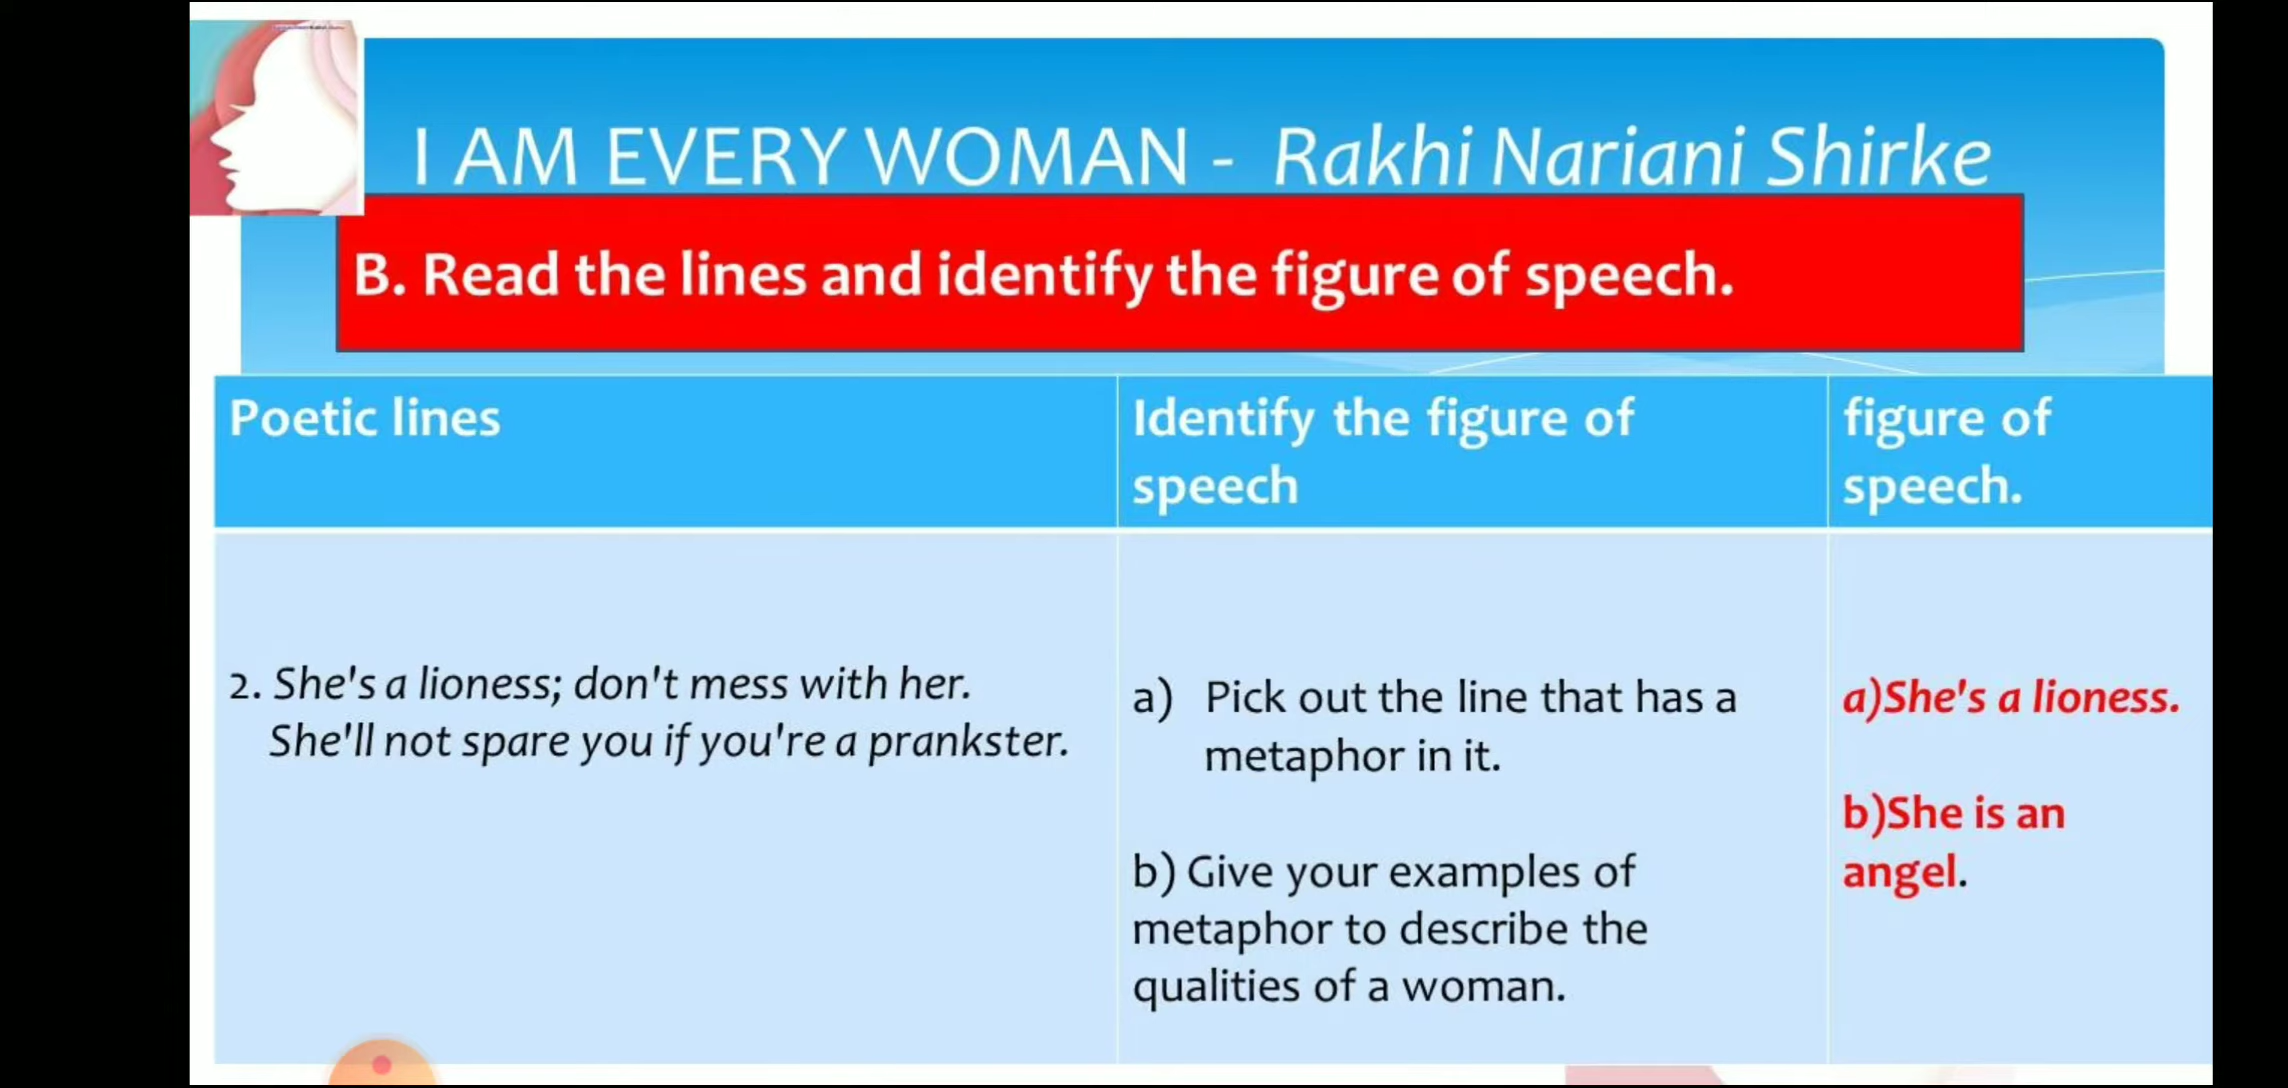 I AM EVERY WOMAN - Rakhi Nariani Shirke
B. Read the lines and identify the figure of speech.
Poetic lines
Identify the figure of
speech
figure of
speech.
2. She's a lioness; don't mess with her.
She'll not spare you if you're a prankster.
a) Pick out the line that has a
metaphor in it.
b) Give your examples of
metaphor to describe the
qualities of a woman.
a)She's a lioness.
b)She is an
angel.